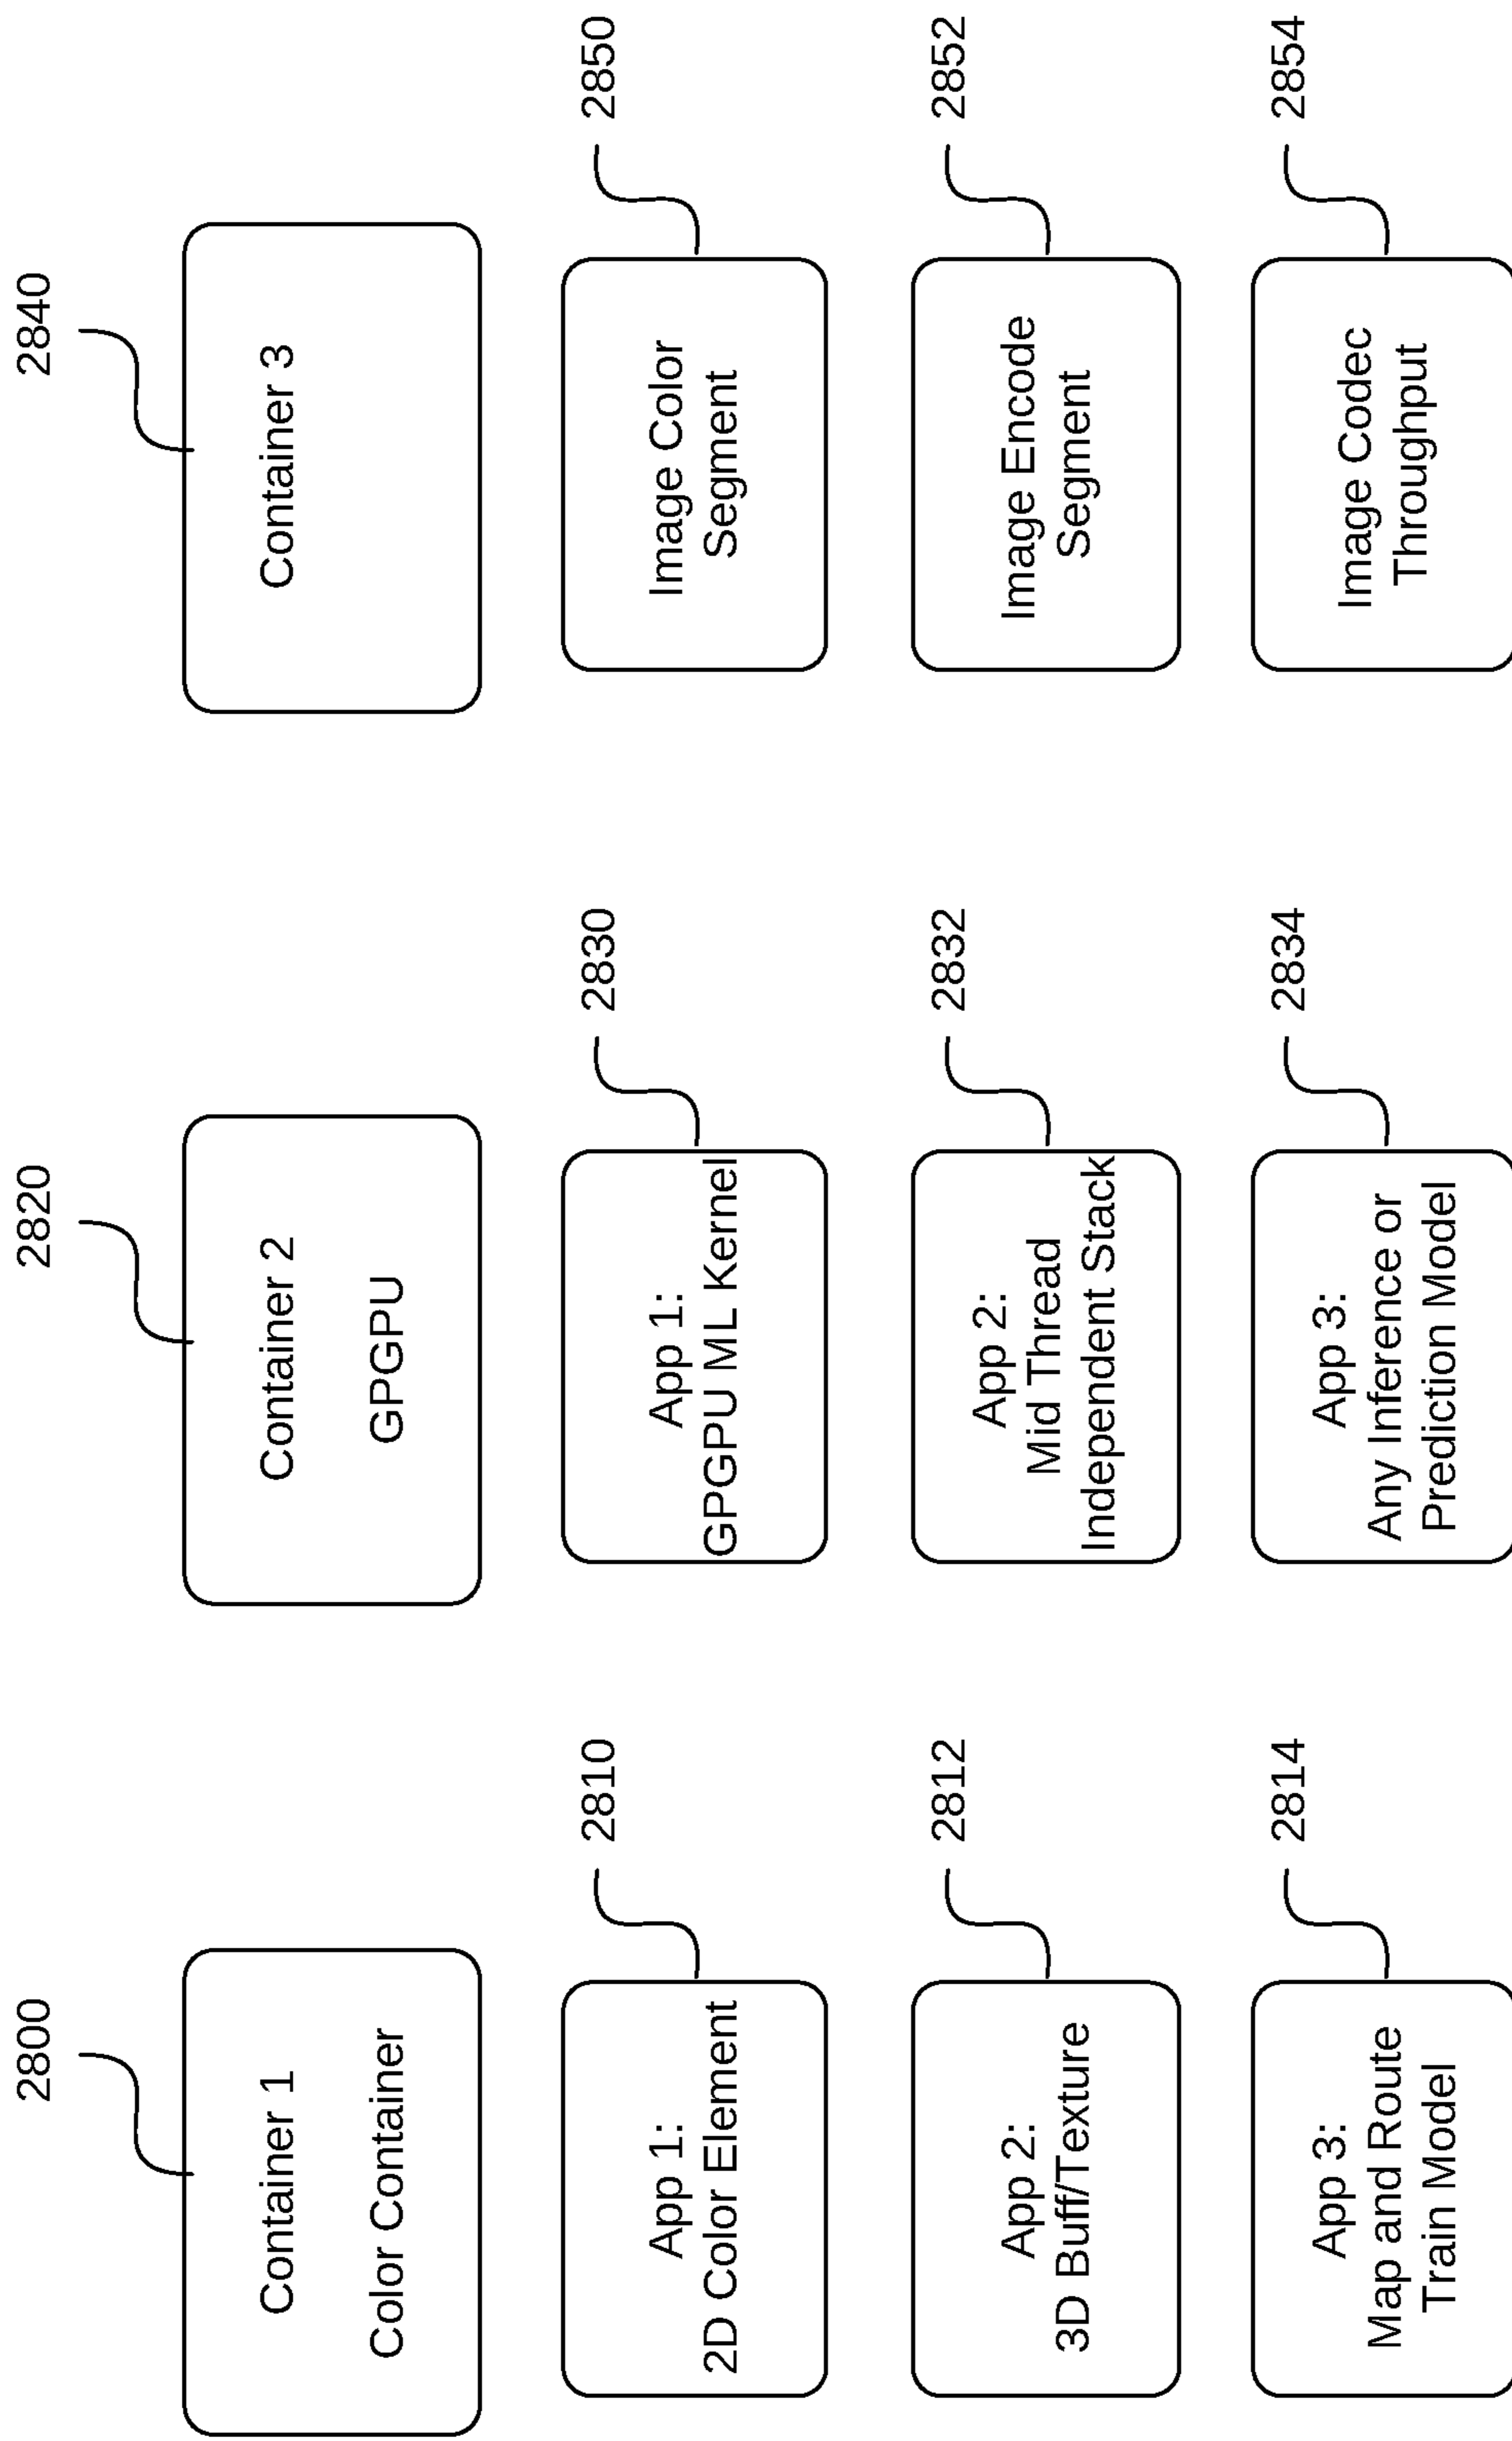 2800
Container 1
Color Container
2810
App 1:
2D Color Element
2812
App 2:
3D Buff/Texture
2814
App 3:
Map and Route
Train Model
2820
Container 2
GPGPU
2830
App 1:
GPGPU ML Kernel
2832
App 2:
Mid Thread
Independent Stack
2834
App 3:
Any Inference or
Prediction Model
2840
Container 3
2850
Image Color
Segment
2852
Image Encode
Segment
2854
Image Codec
Throughput